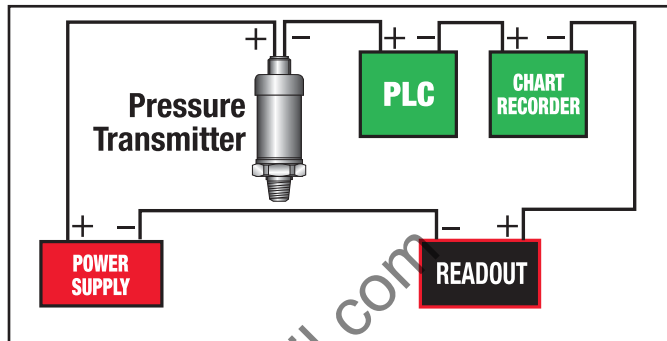 + − + − + −
PLC
CHART
RECORDER
Pressure
Transmitter
+ − − +
POWER
SUPPLY
READOUT